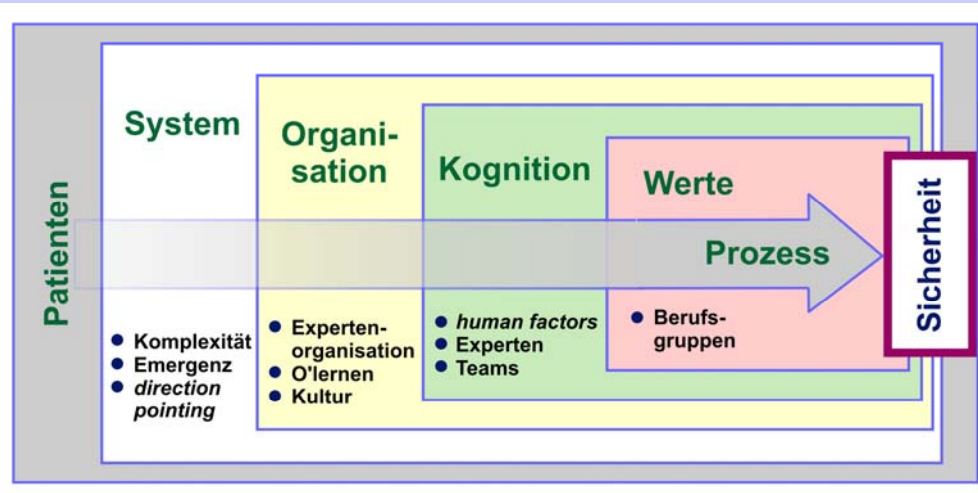 Patienten
System
Komplexität
Emergenz
direction
pointing
Organi-
sation
Experten-
organisation
O'lernen
Kultur
Kognition
human factors
Experten
Teams
Werte
Berufs-
gruppen
Prozess
Sicherheit